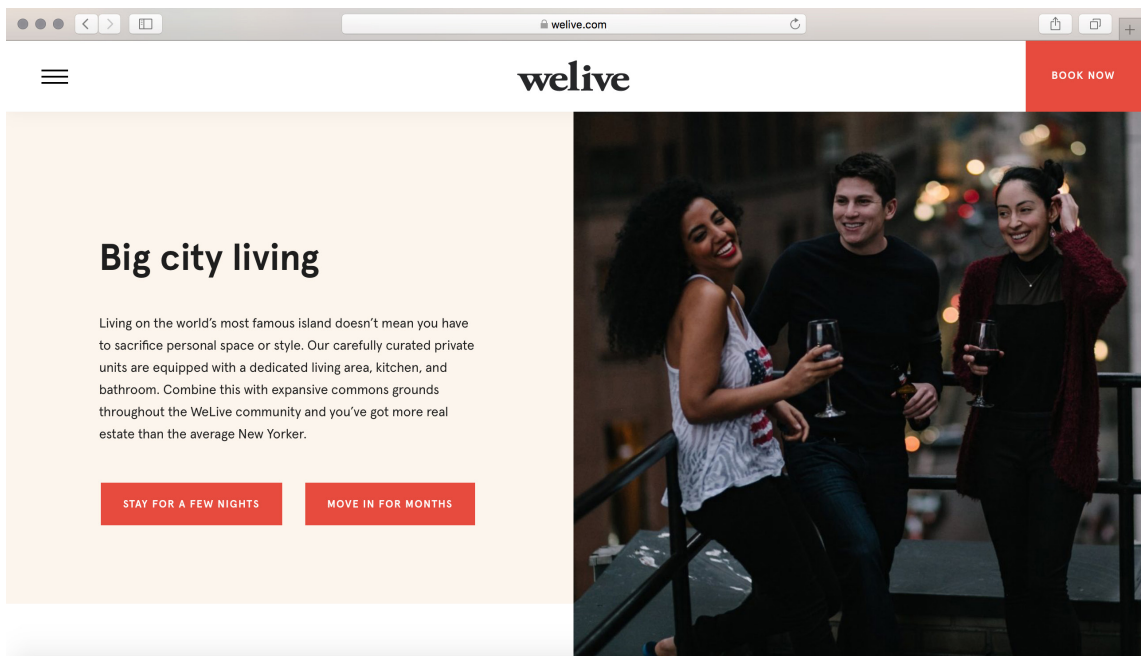 welive.com
welive
BOOK NOW
Big city living
Living on the world’s most famous island doesn’t mean you have
to sacrifice personal space or style. Our carefully curated private
units are equipped with a dedicated living area, kitchen, and
bathroom. Combine this with expansive commons grounds
throughout the WeLive community and you’ve got more real
estate than the average New Yorker.
STAY FOR A FEW NIGHTS
MOVE IN FOR MONTHS